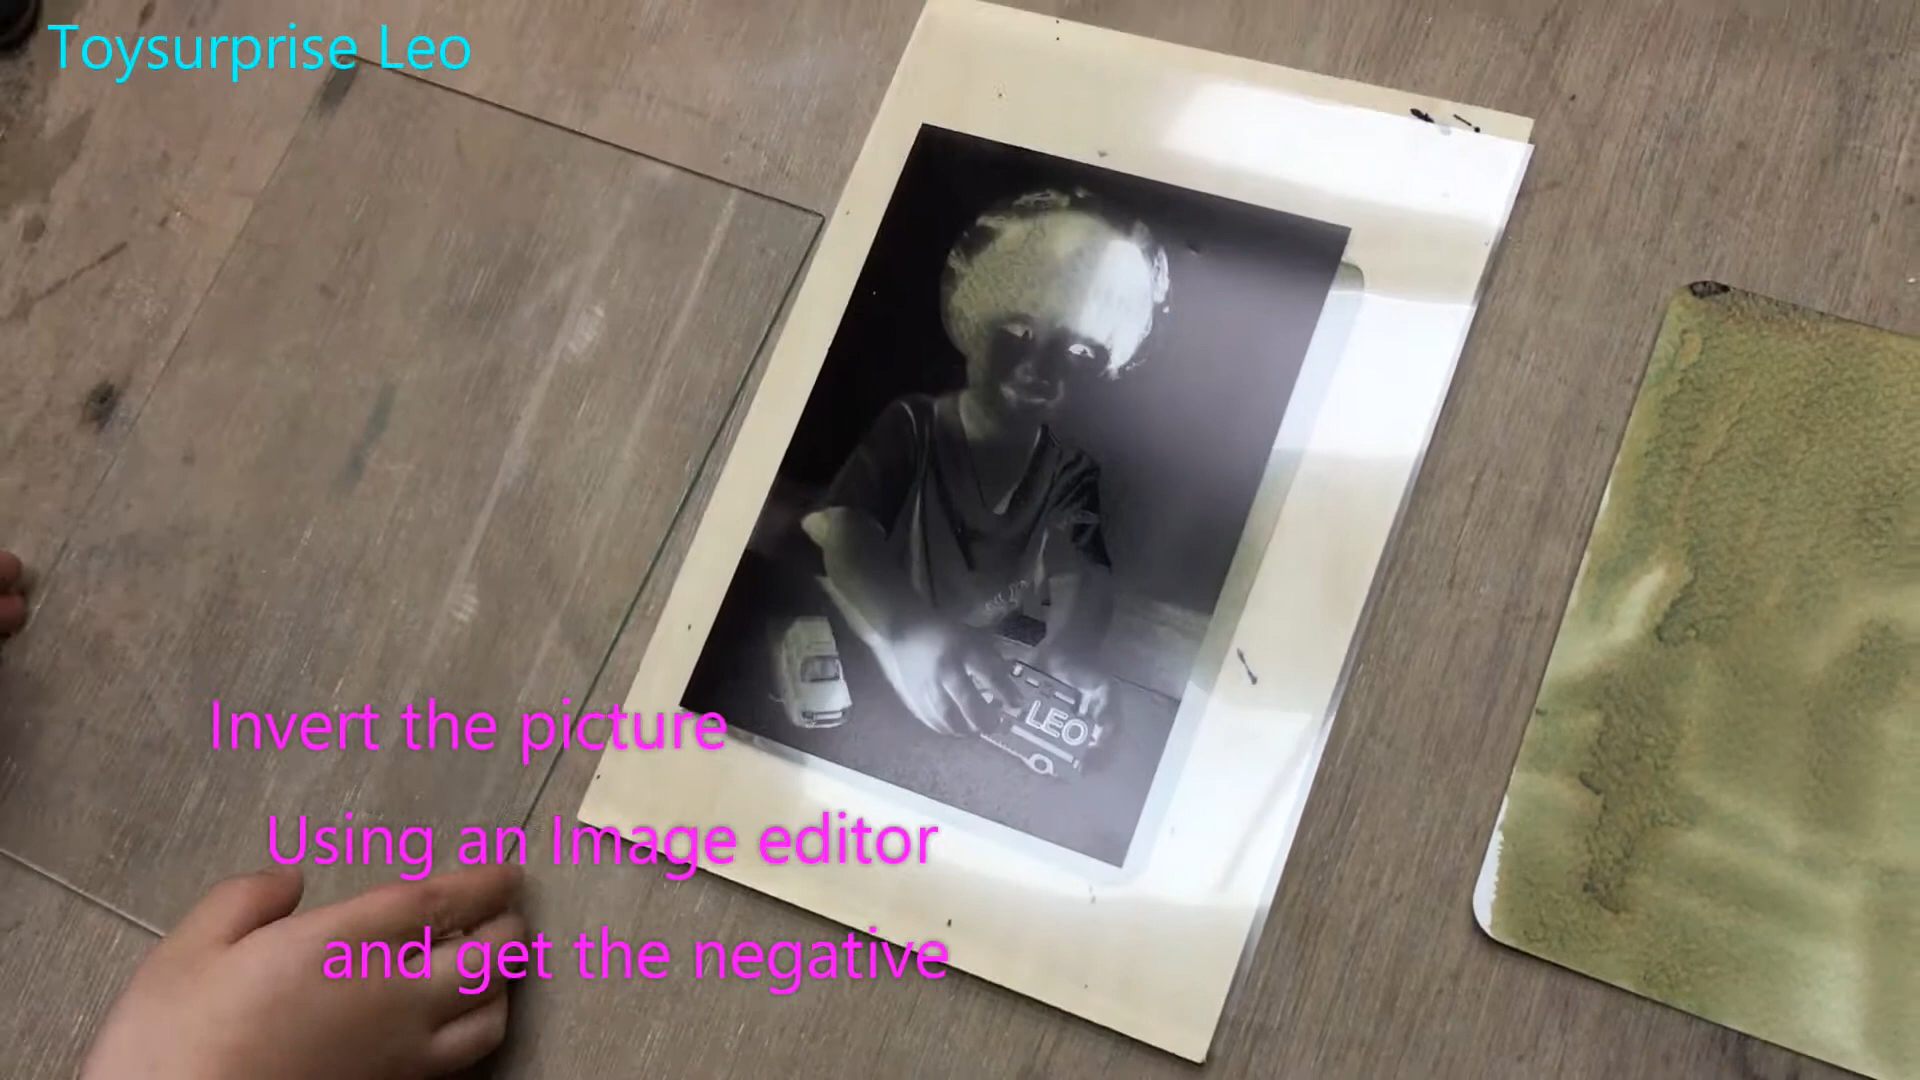 Toysurprise Leo
Invert the picture
Using an Image editor
and get the negative
LEO